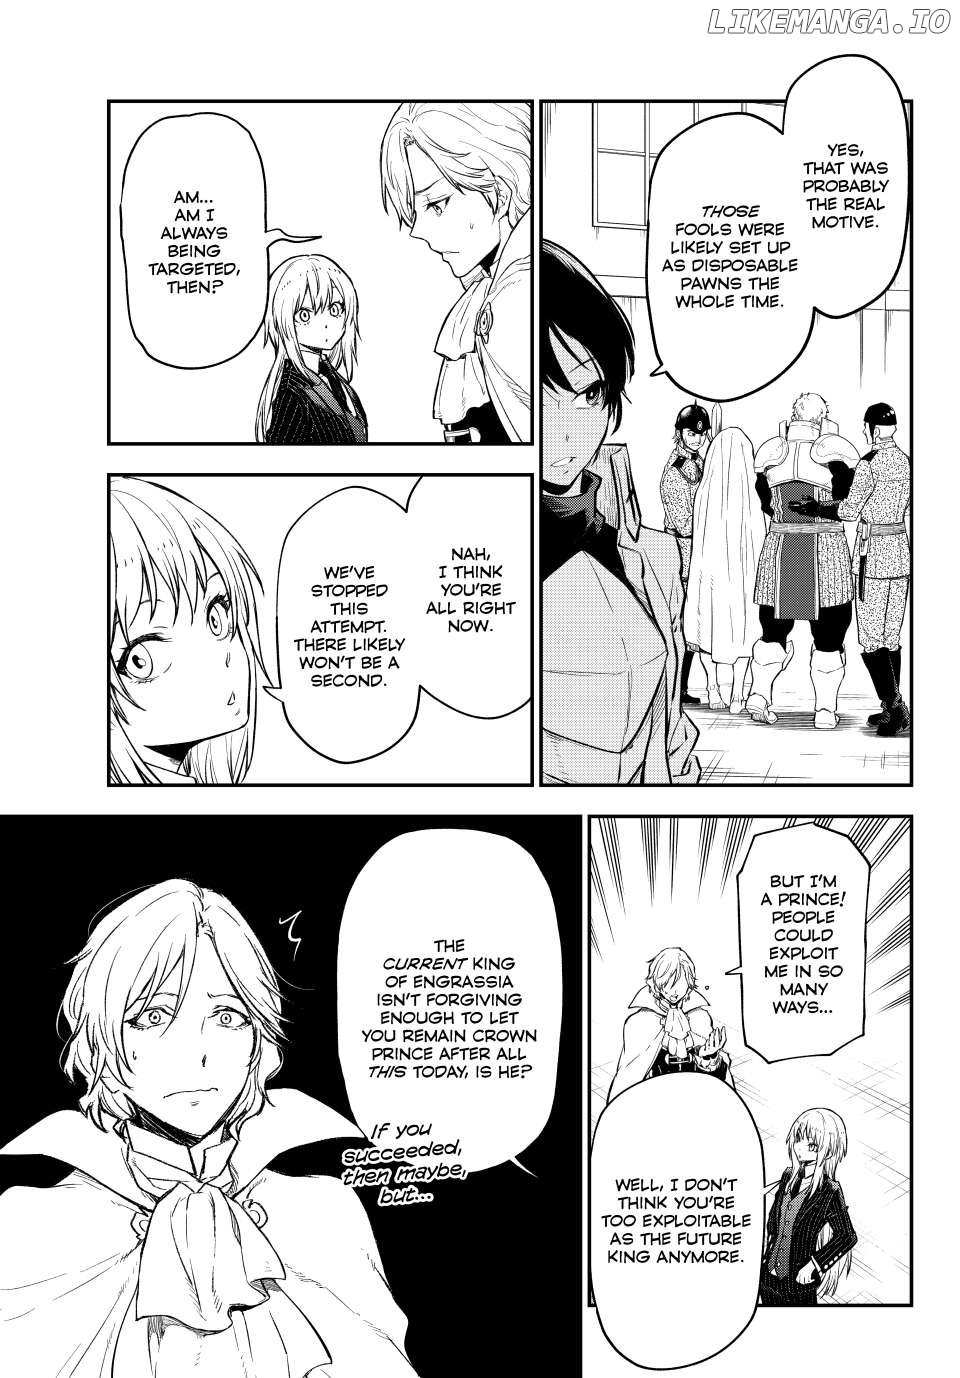 LIKEMANGA.IO
YES,
THAT WAS
PROBABLY
THE REAL
MOTIVE.
THOSE
FOOLS WERE
LIKELY SET UP
AS DISPOSABLE
PAWNS THE
WHOLE TIME.
AM...
AM I
ALWAYS
BEING
TARGETED,
THEN?
NAH,
I THINK
YOU'RE
ALL RIGHT
NOW.
WE'VE
STOPPED
THIS
ATTEMPT.
THERE LIKELY
WON'T BE A
SECOND.
BUT I'M
A PRINCE!
PEOPLE
COULD
EXPLOIT
ME IN SO
MANY
WAYS...
WELL, I DON'T
THINK YOU'RE
TOO EXPLOITABLE
AS THE FUTURE
KING ANYMORE.
THE
CURRENT KING
OF ENGRASSIA
ISN'T FORGIVING
ENOUGH TO LET
YOU REMAIN CROWN
PRINCE AFTER ALL
THIS TODAY, IS HE?
If you
succeeded,
then maybe,
but...